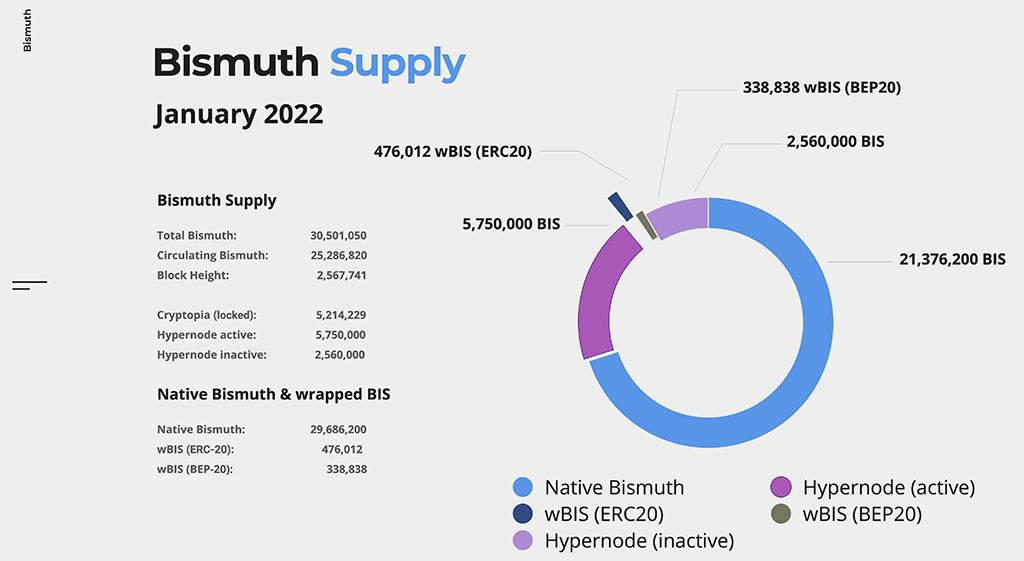 Bismuth
Bismuth Supply
January 2022
Bismuth Supply
Total Bismuth: 30,501,050
Circulating Bismuth: 25,286,820
Block Height: 2,567,741
Cryptopia (locked): 5,214,229
Hypernode active: 5,750,000
Hypernode inactive: 2,560,000
Native Bismuth & wrapped BIS
Native Bismuth: 29,686,200
wBIS (ERC-20): 476,012
wBIS (BEP-20): 338,838
338,838 wBIS (BEP20)
2,560,000 BIS
476,012 wBIS (ERC20)
5,750,000 BIS
21,376,200 BIS
Native Bismuth
Hypernode (active)
wBIS (ERC20)
wBIS (BEP20)
Hypernode (inactive)